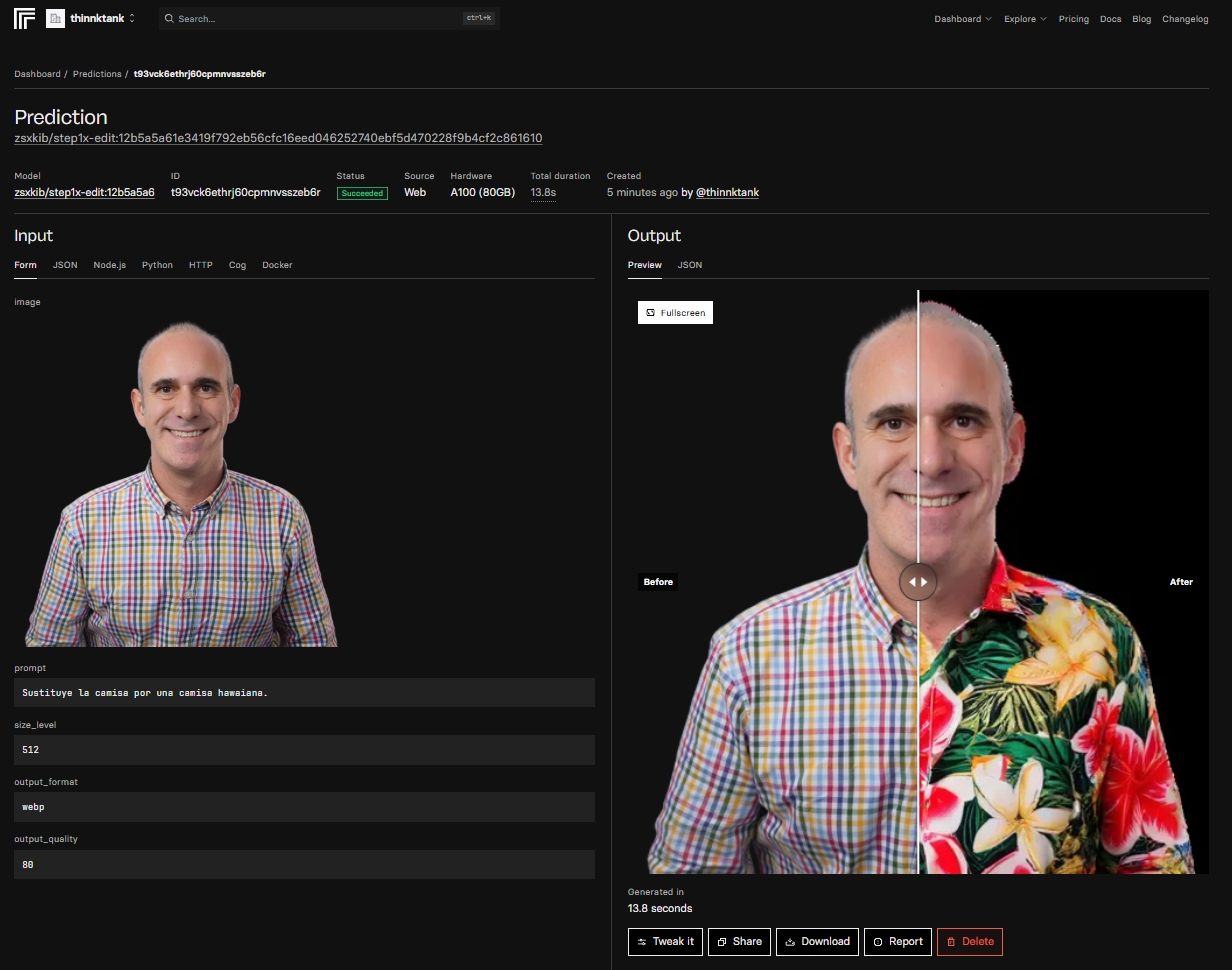 thinnktank
Search...
ctrl+k
Dashboard
Explore
Pricing
Docs
Blog
Changelog
Dashboard / Predictions / t93vck6ethrj60cpmnvsszeb6r
Prediction
zsxkib/step1x-edit:12b5a5a61e3419f792eb56cfc16eed046252740ebf5d470228f9b4cf2c861610
Model
zsxkib/step1x-edit:12b5a5a6
ID
t93vck6ethrj60cpmnvsszeb6r
Status
Succeeded
Source
Web
Hardware
A100 (80GB)
Total duration
13.8s
Created
5 minutes ago by @thinnktank
Input
Form
JSON
Node.js
Python
HTTP
Cog
Docker
image
prompt
Sustituye la camisa por una camisa hawaiana.
size_level
512
output_format
webp
output_quality
80
Output
Preview
JSON
Fullscreen
Before
After
Generated in
13.8 seconds
Tweak it
Share
Download
Report
Delete